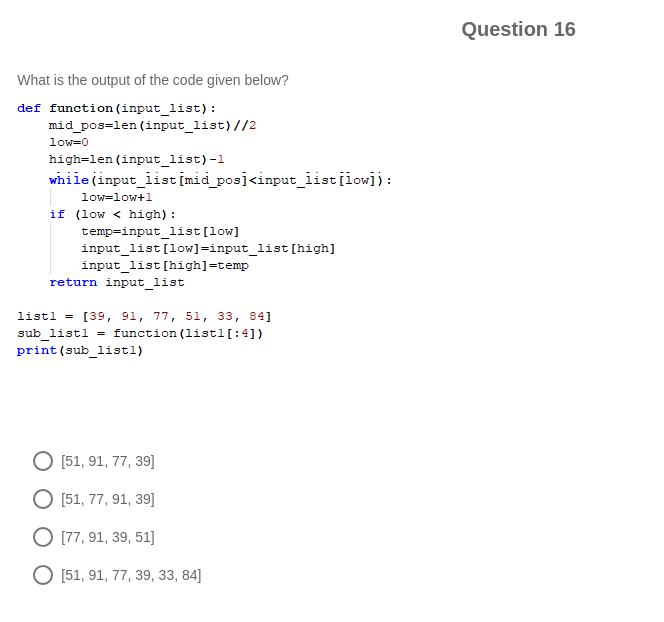 Question 16
What is the output of the code given below?
def function(input_list):
    mid_pos=len(input_list)//2
    low=0
    high=len(input_list)-1
    while(input_list[mid_pos]<input_list[low]):
        low=low+1
    if (low < high):
        temp=input_list[low]
        input_list[low]=input_list[high]
        input_list[high]=temp
    return input_list
list1 = [39, 91, 77, 51, 33, 84]
sub_list1 = function(list1[:4])
print(sub_list1)
[51, 91, 77, 39]
[51, 77, 91, 39]
[77, 91, 39, 51]
[51, 91, 77, 39, 33, 84]